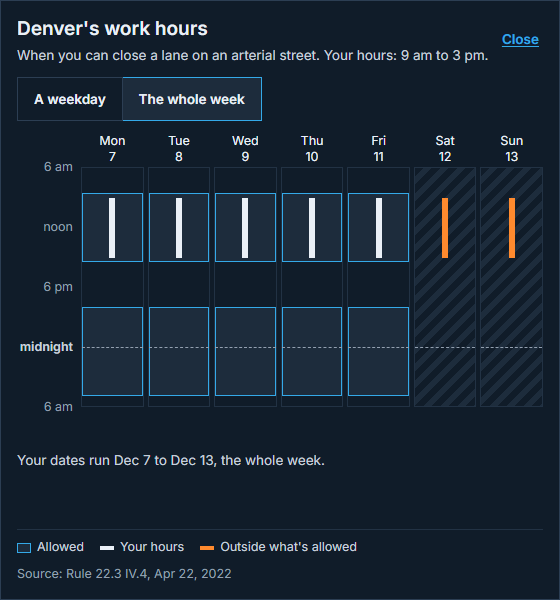 Denver's work hours
Close
When you can close a lane on an arterial street. Your hours: 9 am to 3 pm.
A weekday
The whole week
Mon Tue Wed Thu Fri Sat Sun
7 8 9 10 11 12 13
6 am
noon
6 pm
midnight
6 am
Your dates run Dec 7 to Dec 13, the whole week.
Allowed Your hours Outside what's allowed
Source: Rule 22.3 IV.4, Apr 22, 2022